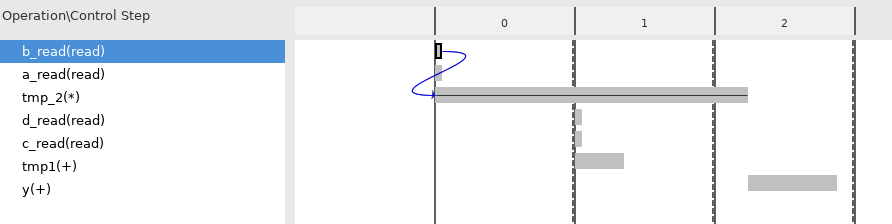 Operation\Control Step
0
1
2
b_read(read)
a_read(read)
tmp_2(*)
d_read(read)
c_read(read)
tmp1(+)
y(+)